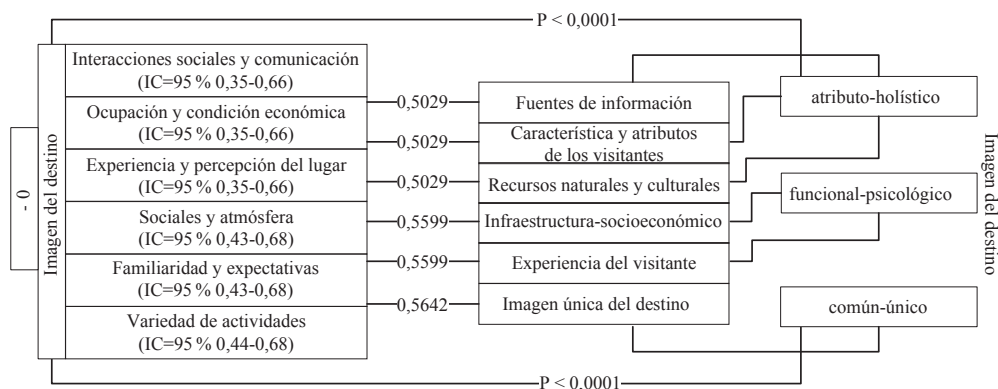 P < 0,0001
- 0
Imagen del destino
Interacciones sociales y comunicación
(IC=95 % 0,35-0,66)
Ocupación y condición económica
(IC=95 % 0,35-0,66)
Experiencia y percepción del lugar
(IC=95 % 0,35-0,66)
Sociales y atmósfera
(IC=95 % 0,43-0,68)
Familiaridad y expectativas
(IC=95 % 0,43-0,68)
Variedad de actividades
(IC=95 % 0,44-0,68)
0,5029
0,5029
0,5029
0,5599
0,5599
0,5642
Fuentes de información
Característica y atributos
de los visitantes
Recursos naturales y culturales
Infraestructura-socioeconómico
Experiencia del visitante
Imagen única del destino
atributo-holístico
funcional-psicológico
común-único
Imagen del destino
P < 0,0001